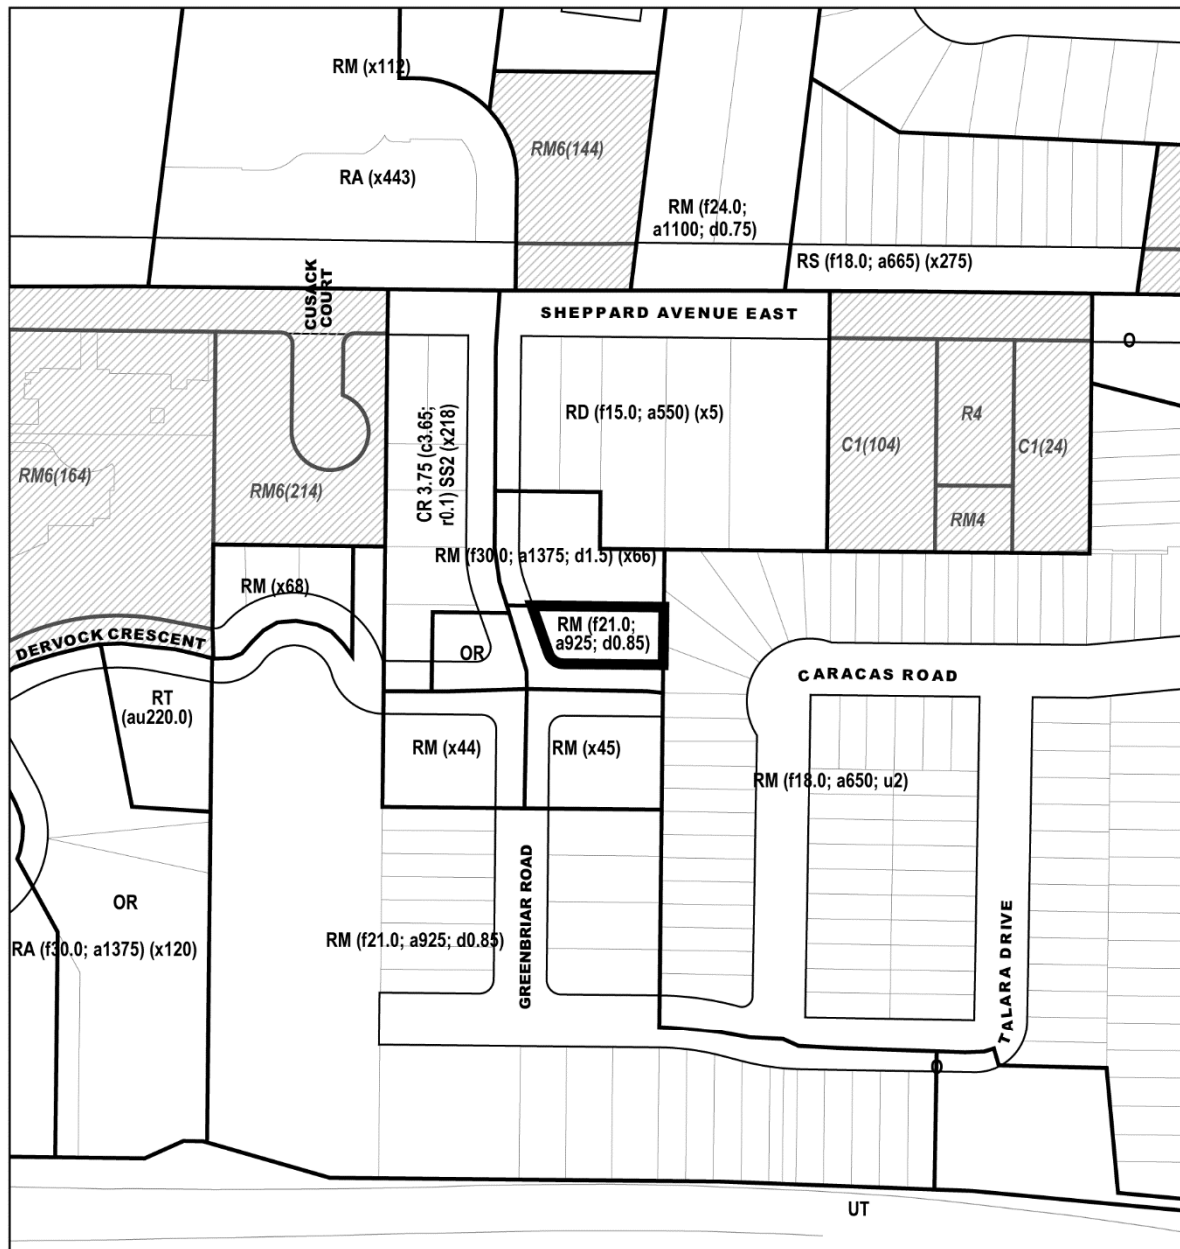 RM (x112)
RM6(144)
RA (x443)
RM (f24.0;
a1100; d0.75)
RS (f18.0; a665) (x275)
CUSACK
COURT
SHEPPARD AVENUE EAST
O
RD (f15.0; a550) (x5)
R4
C1(104)
C1(24)
CR 3.75 (c3.65;
r0.1) SS2 (x218)
RM6(164)
RM6(214)
RM4
RM (f30.0; a1375; d1.5) (x66)
RM (x68)
RM (f21.0;
a925; d0.85)
DERVOCK CRESCENT
OR
CARACAS ROAD
RT
(au220.0)
RM (x44)
RM (x45)
RM (f18.0; a650; u2)
GREENBRIAR ROAD
OR
RM (f21.0; a925; d0.85)
RA (f30.0; a1375) (x120)
TALARA DRIVE
O
UT